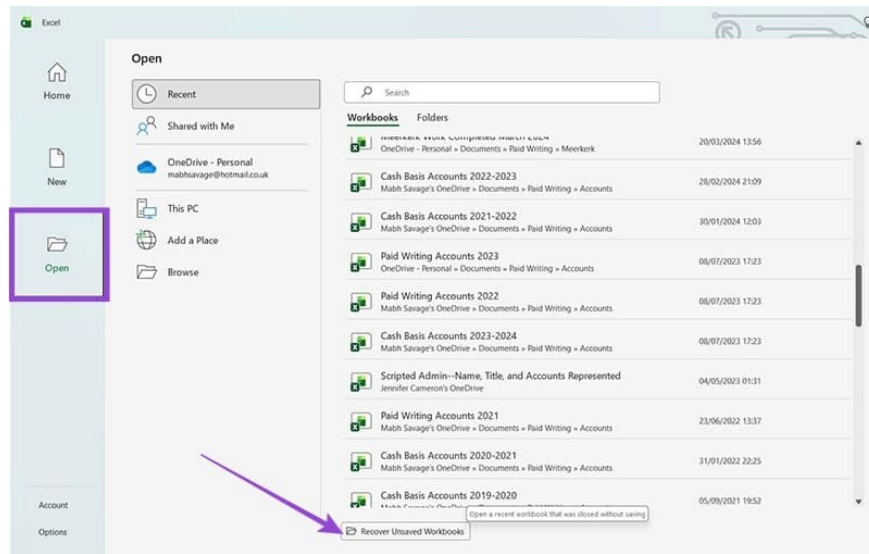 Excel
Home
New
Open
Account
Options
Open
Recent
Shared with Me
OneDrive - Personal
mabhsavage@hotmail.co.uk
This PC
Add a Place
Browse
Search
Workbooks Folders
Meerkerk Work Completed March 2024 20/03/2024 13:56
OneDrive - Personal » Documents » Paid Writing » Meerkerk
Cash Basis Accounts 2022-2023 28/02/2024 21:09
Mabh Savage's OneDrive » Documents » Paid Writing » Accounts
Cash Basis Accounts 2021-2022 30/01/2024 12:03
Mabh Savage's OneDrive » Documents » Paid Writing » Accounts
Paid Writing Accounts 2023 08/07/2023 17:23
OneDrive - Personal » Documents » Paid Writing » Accounts
Paid Writing Accounts 2022 08/07/2023 17:23
Mabh Savage's OneDrive » Documents » Paid Writing » Accounts
Cash Basis Accounts 2023-2024 08/07/2023 17:23
Mabh Savage's OneDrive » Documents » Paid Writing » Accounts
Scripted Admin--Name, Title, and Accounts Represented 04/05/2023 01:31
Jennifer Cameron's OneDrive
Paid Writing Accounts 2021 23/06/2022 13:37
Mabh Savage's OneDrive » Documents » Paid Writing » Accounts
Cash Basis Accounts 2020-2021 31/01/2022 22:25
Mabh Savage's OneDrive » Documents » Paid Writing » Accounts
Cash Basis Accounts 2019-2020 05/09/2021 19:52
Open a recent workbook that was closed without saving
Recover Unsaved Workbooks